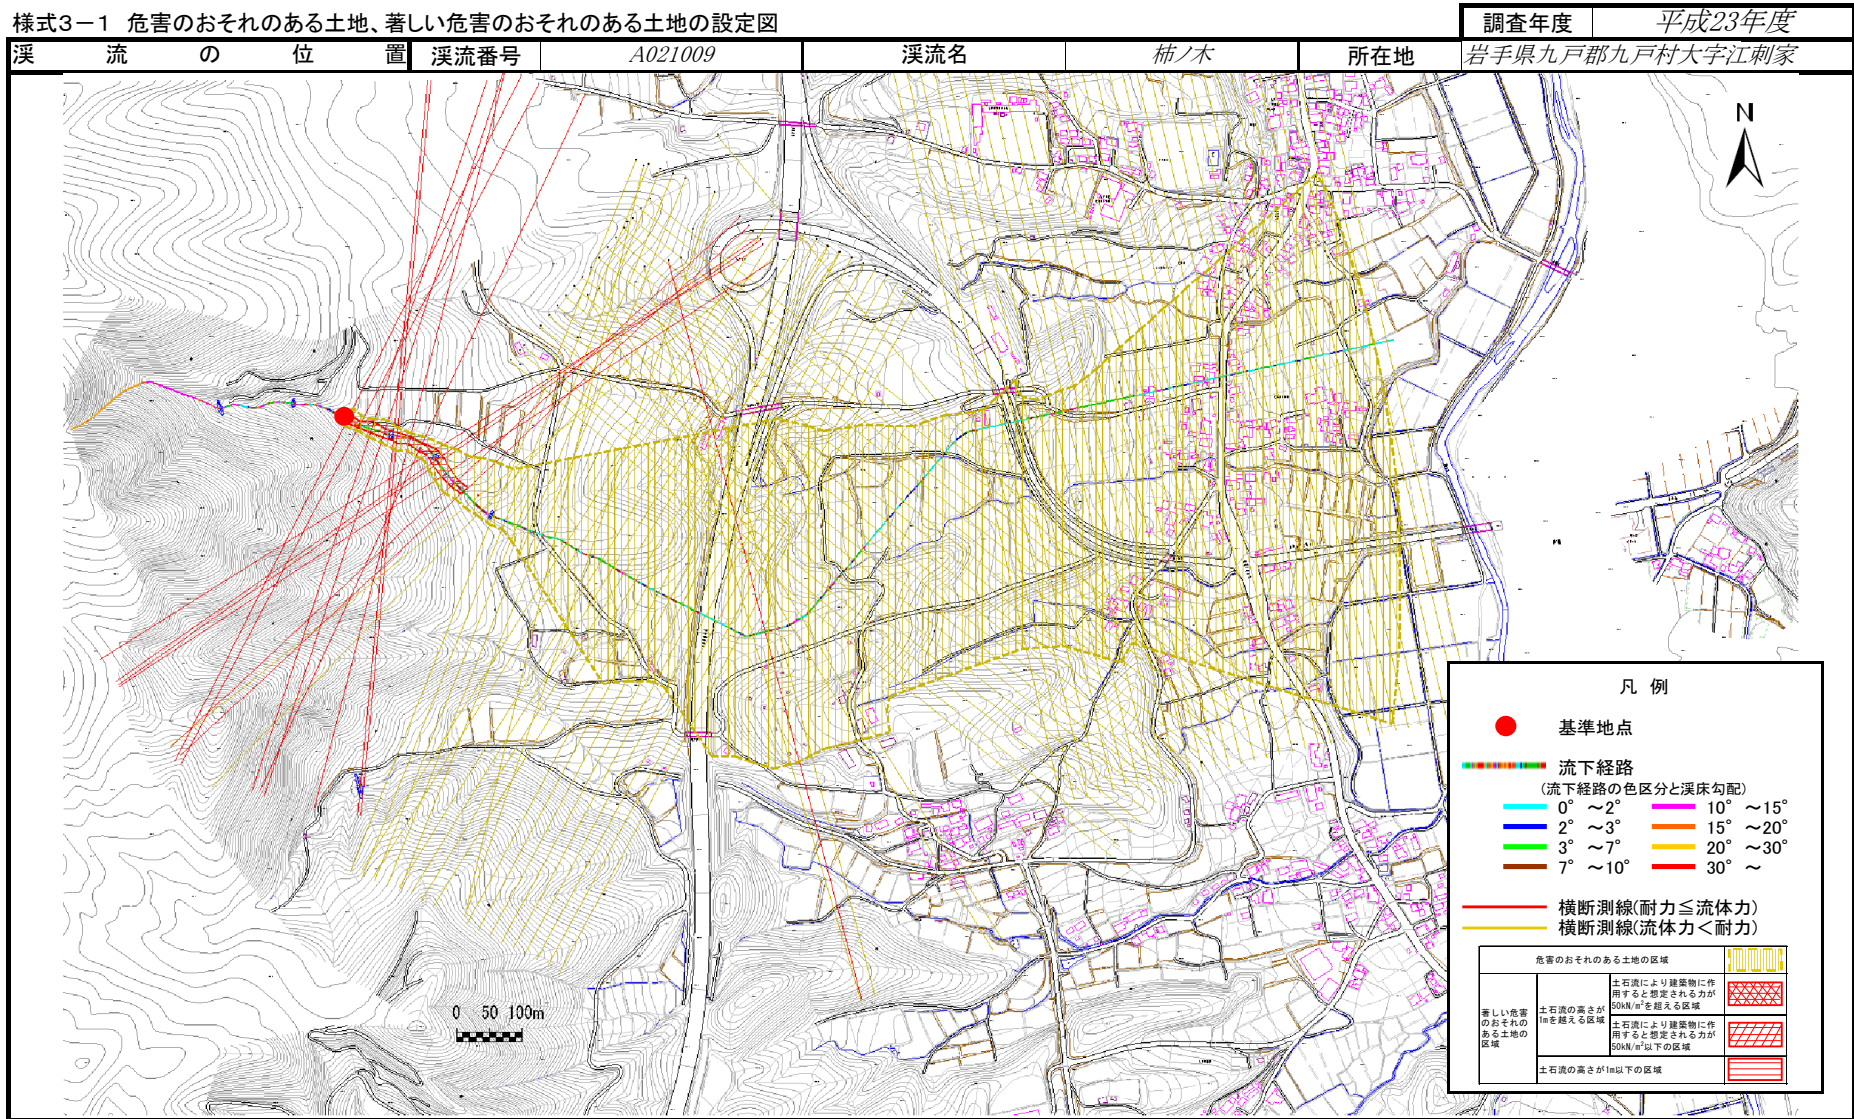 様式3－1 危害のおそれのある土地、著しい危害のおそれのある土地の設定図
調査年度 平成23年度
渓流の位置 渓流番号 A021009 渓流名 柿ノ木 所在地 岩手県九戸郡九戸村大字江刺家
N
凡 例
基準地点
流下経路
(流下経路の色区分と渓床勾配)
0° ～2° 10° ～15°
2° ～3° 15° ～20°
3° ～7° 20° ～30°
7° ～10° 30° ～
横断測線(耐力≦流体力)
横断測線(流体力＜耐力)
危害のおそれのある土地の区域
著しい危害
のおそれの
ある土地の
区域
土石流の高さが
1mを越える区域
土石流により建築物に作
用すると想定される力が
50kN/m²を超える区域
土石流により建築物に作
用すると想定される力が
50kN/m²以下の区域
土石流の高さが1m以下の区域
0 50 100m